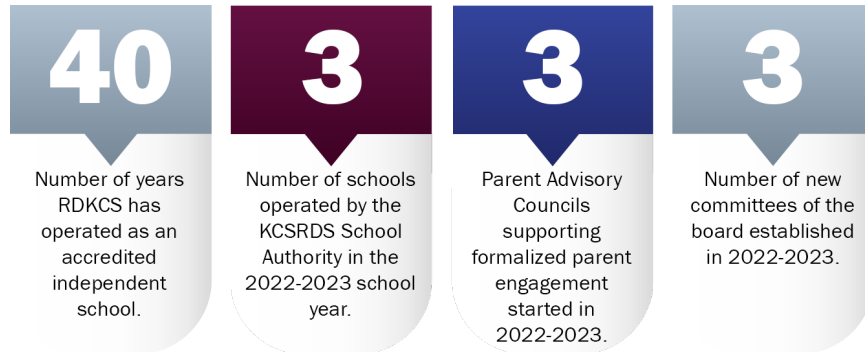 40
Number of years
RDKCS has
operated as an
accredited
independent
school.
3
Number of schools
operated by the
KCSRDS School
Authority in the
2022-2023 school
year.
3
Parent Advisory
Councils
supporting
formalized parent
engagement
started in
2022-2023.
3
Number of new
committees of the
board established
in 2022-2023.